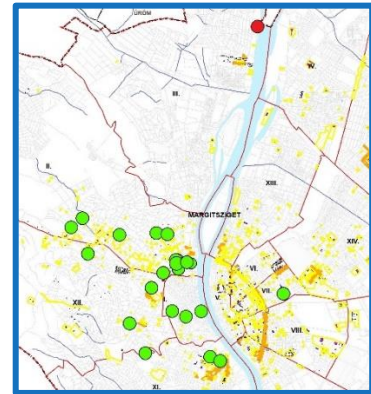 ÜRÖM
IV.
III.
II.
XIII.
MARGITSZIGET
XIV.
VI.
VII.
XII.
I.
V.
VIII.
XI.